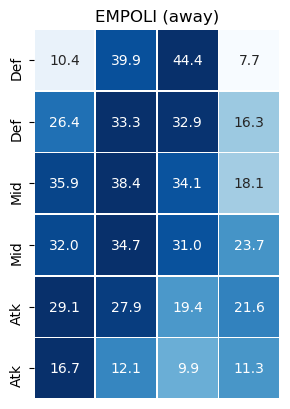 EMPOLI (away)
Def 10.4 39.9 44.4 7.7
Def 26.4 33.3 32.9 16.3
Mid 35.9 38.4 34.1 18.1
Mid 32.0 34.7 31.0 23.7
Atk 29.1 27.9 19.4 21.6
Atk 16.7 12.1 9.9 11.3